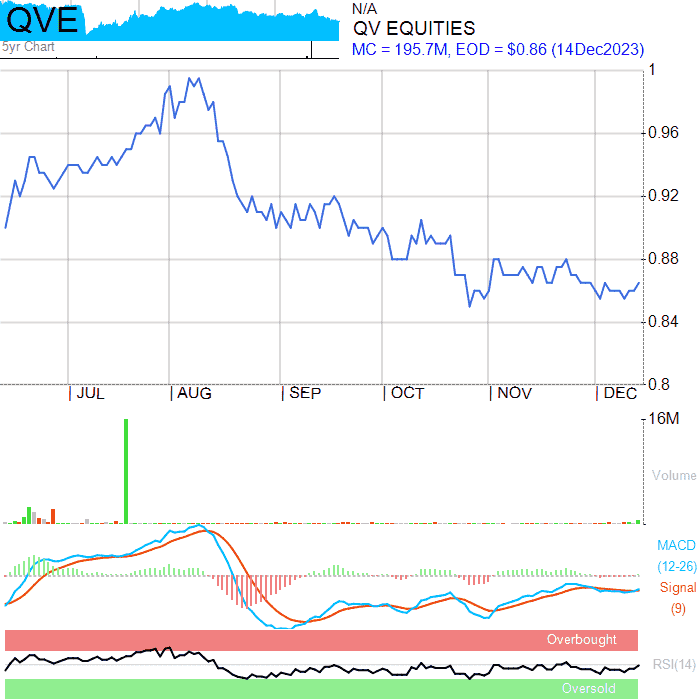 QVE
5yr Chart
N/A
QV EQUITIES
MC = 195.7M, EOD = $0.86 (14Dec2023)
1
0.96
0.92
0.88
0.84
0.8
JUL AUG SEP OCT NOV DEC
16M
Volume
MACD
(12-26)
Signal
(9)
Overbought
RSI(14)
Oversold